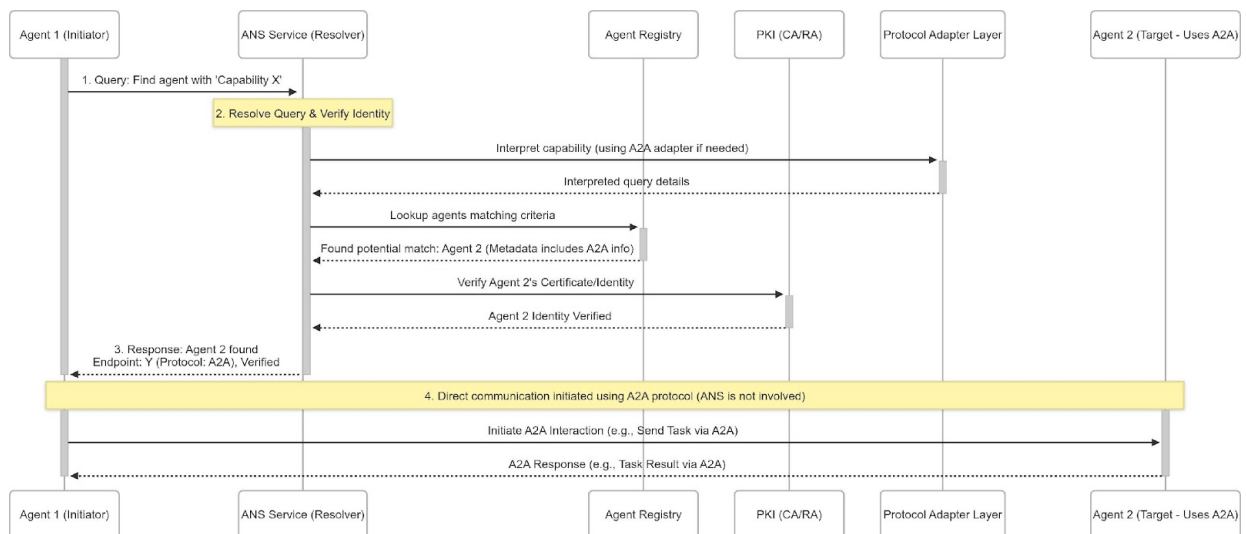 Agent 1 (Initiator)
ANS Service (Resolver)
Agent Registry
PKI (CA/RA)
Protocol Adapter Layer
Agent 2 (Target - Uses A2A)
1. Query: Find agent with 'Capability X'
2. Resolve Query & Verify Identity
Interpret capability (using A2A adapter if needed)
Interpreted query details
Lookup agents matching criteria
Found potential match: Agent 2 (Metadata includes A2A info)
Verify Agent 2's Certificate/Identity
Agent 2 Identity Verified
3. Response: Agent 2 found
Endpoint: Y (Protocol: A2A), Verified
4. Direct communication initiated using A2A protocol (ANS is not involved)
Initiate A2A Interaction (e.g., Send Task via A2A)
A2A Response (e.g., Task Result via A2A)
Agent 1 (Initiator)
ANS Service (Resolver)
Agent Registry
PKI (CA/RA)
Protocol Adapter Layer
Agent 2 (Target - Uses A2A)